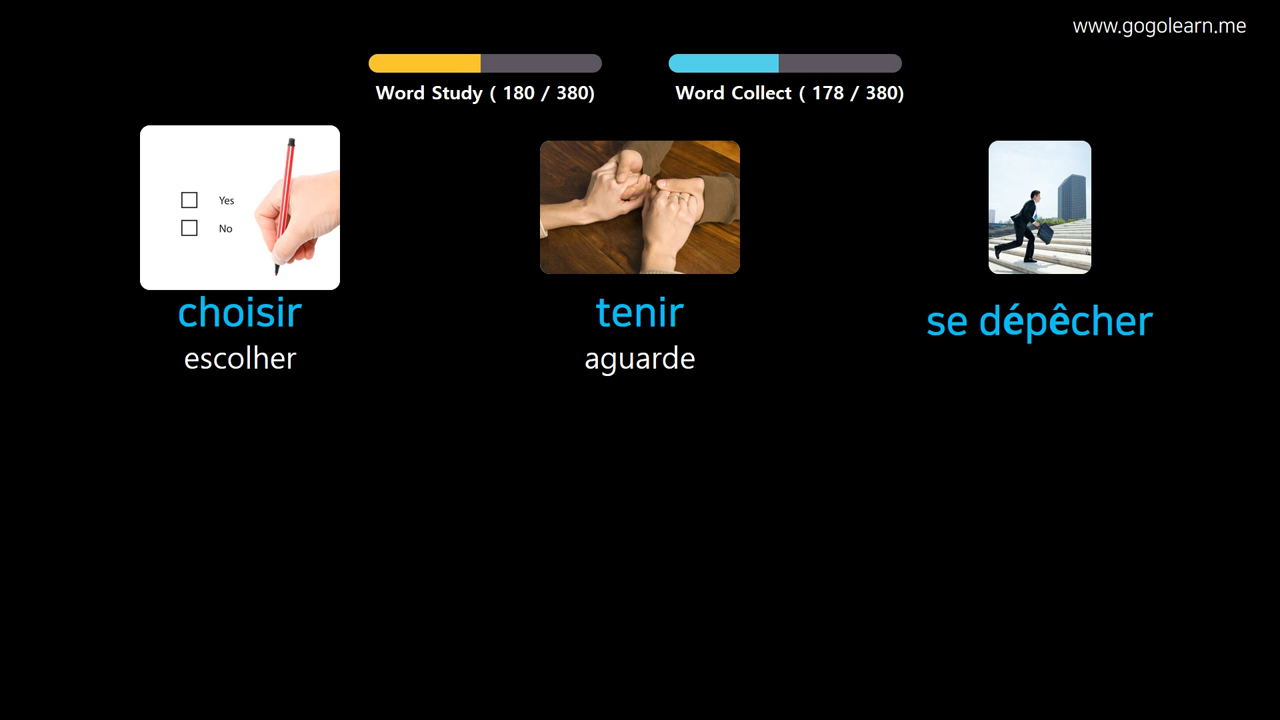 www.gogolearn.me
Word Study ( 180 / 380)
Word Collect ( 178 / 380)
Yes
No
choisir
escolher
tenir
aguarde
se dépêcher